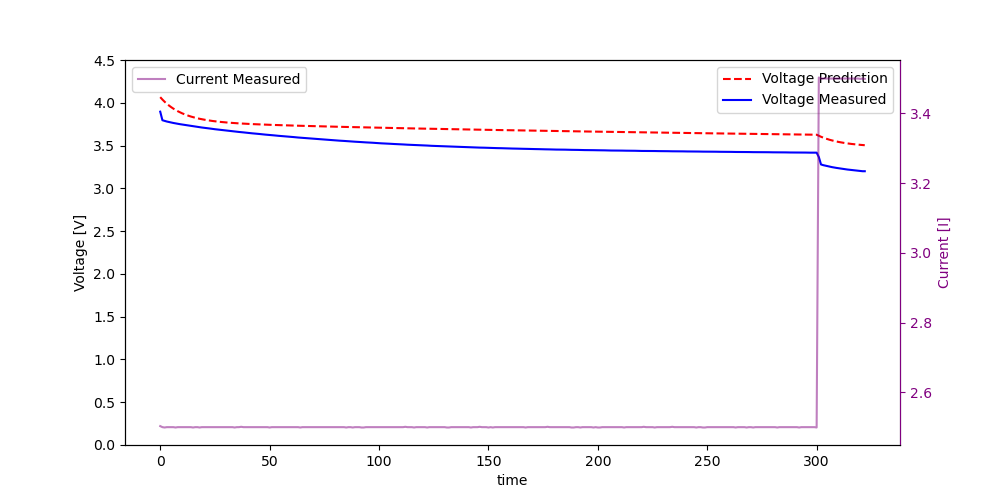 Current Measured
Voltage Prediction
Voltage Measured
4.5
4.0
3.5
3.0
2.5
2.0
1.5
1.0
0.5
0.0
Voltage [V]
3.4
3.2
3.0
2.8
2.6
Current [I]
0 50 100 150 200 250 300
time